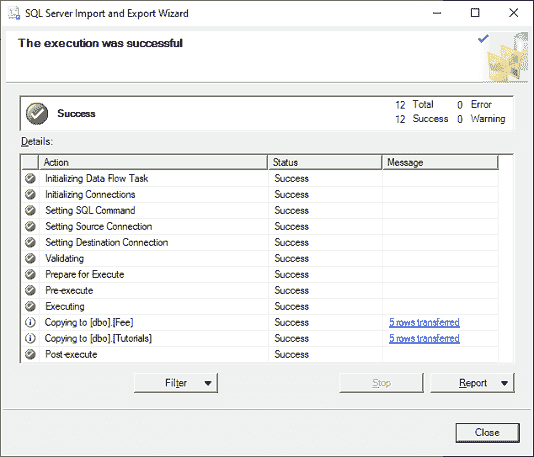 SQL Server Import and Export Wizard
The execution was successful
Success 12 Total 0 Error
12 Success 0 Warning
Details:
Action Status Message
Initializing Data Flow Task Success
Initializing Connections Success
Setting SQL Command Success
Setting Source Connection Success
Setting Destination Connection Success
Validating Success
Prepare for Execute Success
Pre-execute Success
Executing Success
Copying to [dbo].[Fee] Success 5 rows transferred
Copying to [dbo].[Tutorials] Success 5 rows transferred
Post-execute Success
Filter Stop Report
Close